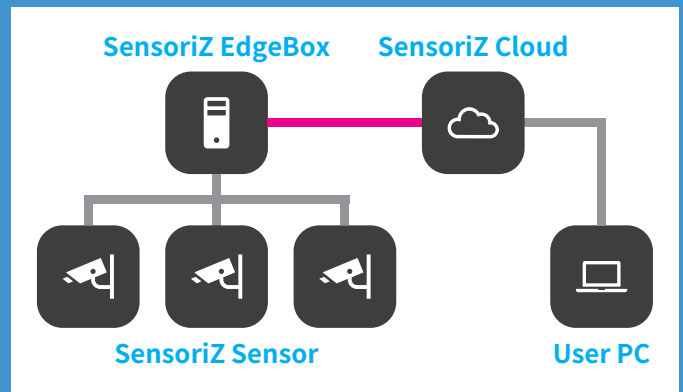 SensoriZ EdgeBox
SensoriZ Cloud
SensoriZ Sensor
User PC